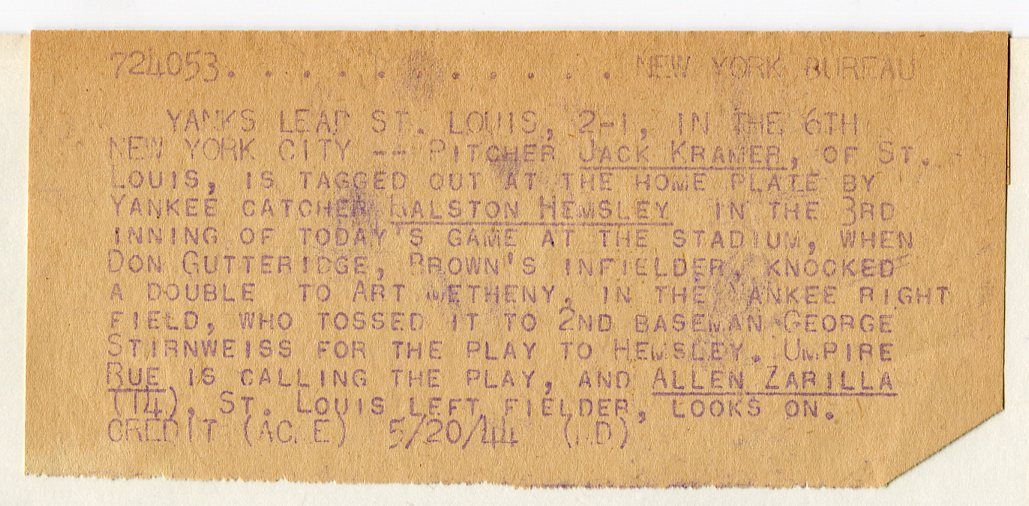 724053. . . . . . . . . . . . NEW YORK BUREAU
YANKS LEAD ST. LOUIS, 2-1, IN THE 6TH
NEW YORK CITY -- PITCHER JACK KRAMER, OF ST.
LOUIS, IS TAGGED OUT AT THE HOME PLATE BY
YANKEE CATCHER RALSTON HEMSLEY IN THE 3RD
INNING OF TODAY'S GAME AT THE STADIUM, WHEN
DON GUTTERIDGE, BROWN'S INFIELDER, KNOCKED
A DOUBLE TO ART METHENY, IN THE YANKEE RIGHT
FIELD, WHO TOSSED IT TO 2ND BASEMAN GEORGE
STIRNWEISS FOR THE PLAY TO HEMSLEY. UMPIRE
RUE IS CALLING THE PLAY, AND ALLEN ZARILLA
(14), ST. LOUIS LEFT FIELDER, LOOKS ON.
CREDIT (ACME) 5/20/44